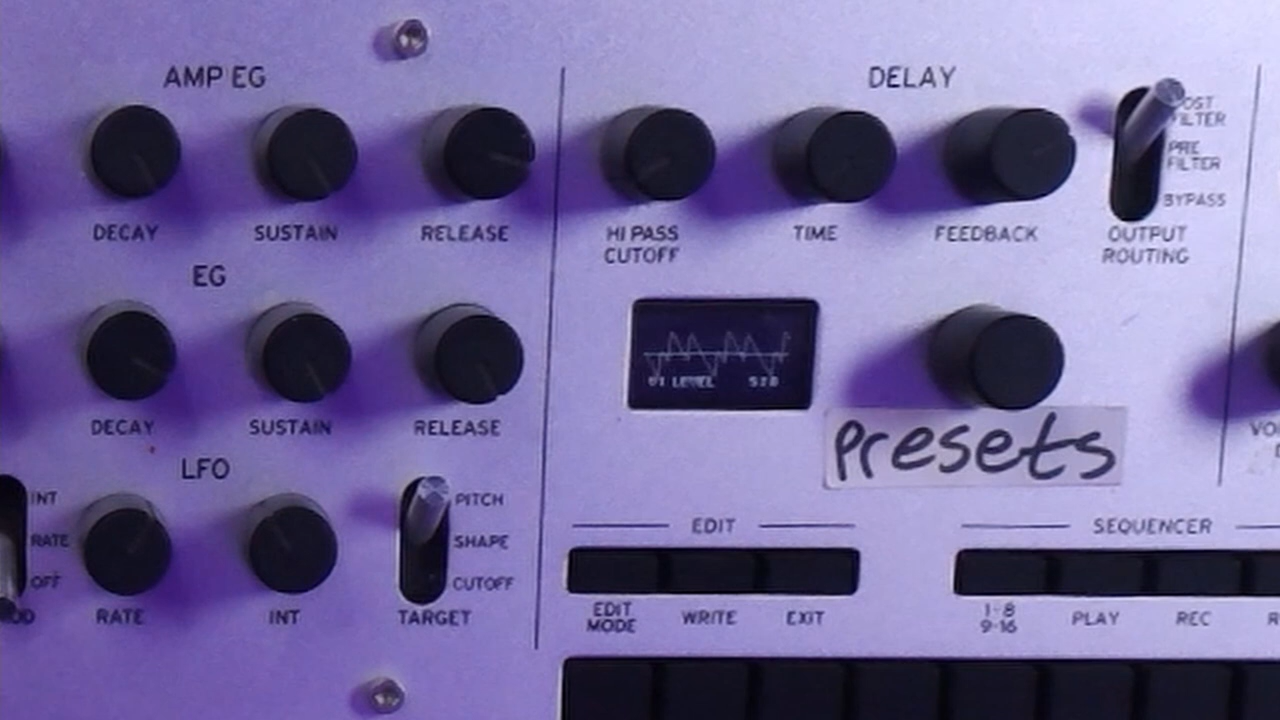 AMP EG
DECAY
SUSTAIN
RELEASE
EG
DECAY
SUSTAIN
RELEASE
LFO
INT
RATE
OFF
RATE
INT
PITCH
SHAPE
CUTOFF
TARGET
DELAY
HI PASS
CUTOFF
TIME
FEEDBACK
FILTER
PRE
FILTER
BYPASS
OUTPUT
ROUTING
LEVEL
presets
EDIT
EDIT
MODE
WRITE
EXIT
SEQUENCER
1-8
9-16
PLAY
REC